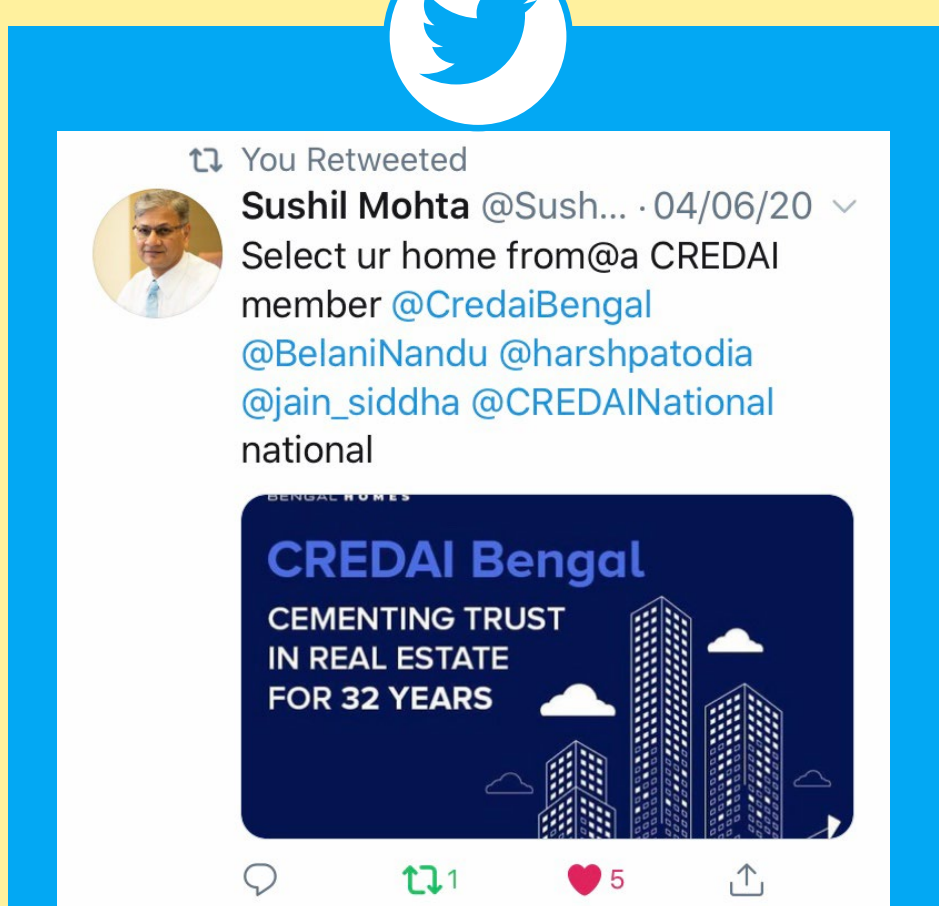 You Retweeted
Sushil Mohta @Sush... · 04/06/20
Select ur home from@a CREDAI
member @CredaiBengal
@BelaniNandu @harshpatodia
@jain_siddha @CREDAINational
national
BENGAL HOMES
CREDAI Bengal
CEMENTING TRUST
IN REAL ESTATE
FOR 32 YEARS
1 5